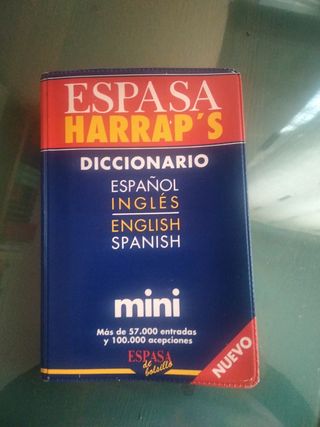 ESPASA
HARRAP'S
DICCIONARIO
ESPAÑOL
INGLÉS
ENGLISH
SPANISH
mini
Más de 57.000 entradas
y 100.000 acepciones
ESPASA
de bolsillo
NUEVO